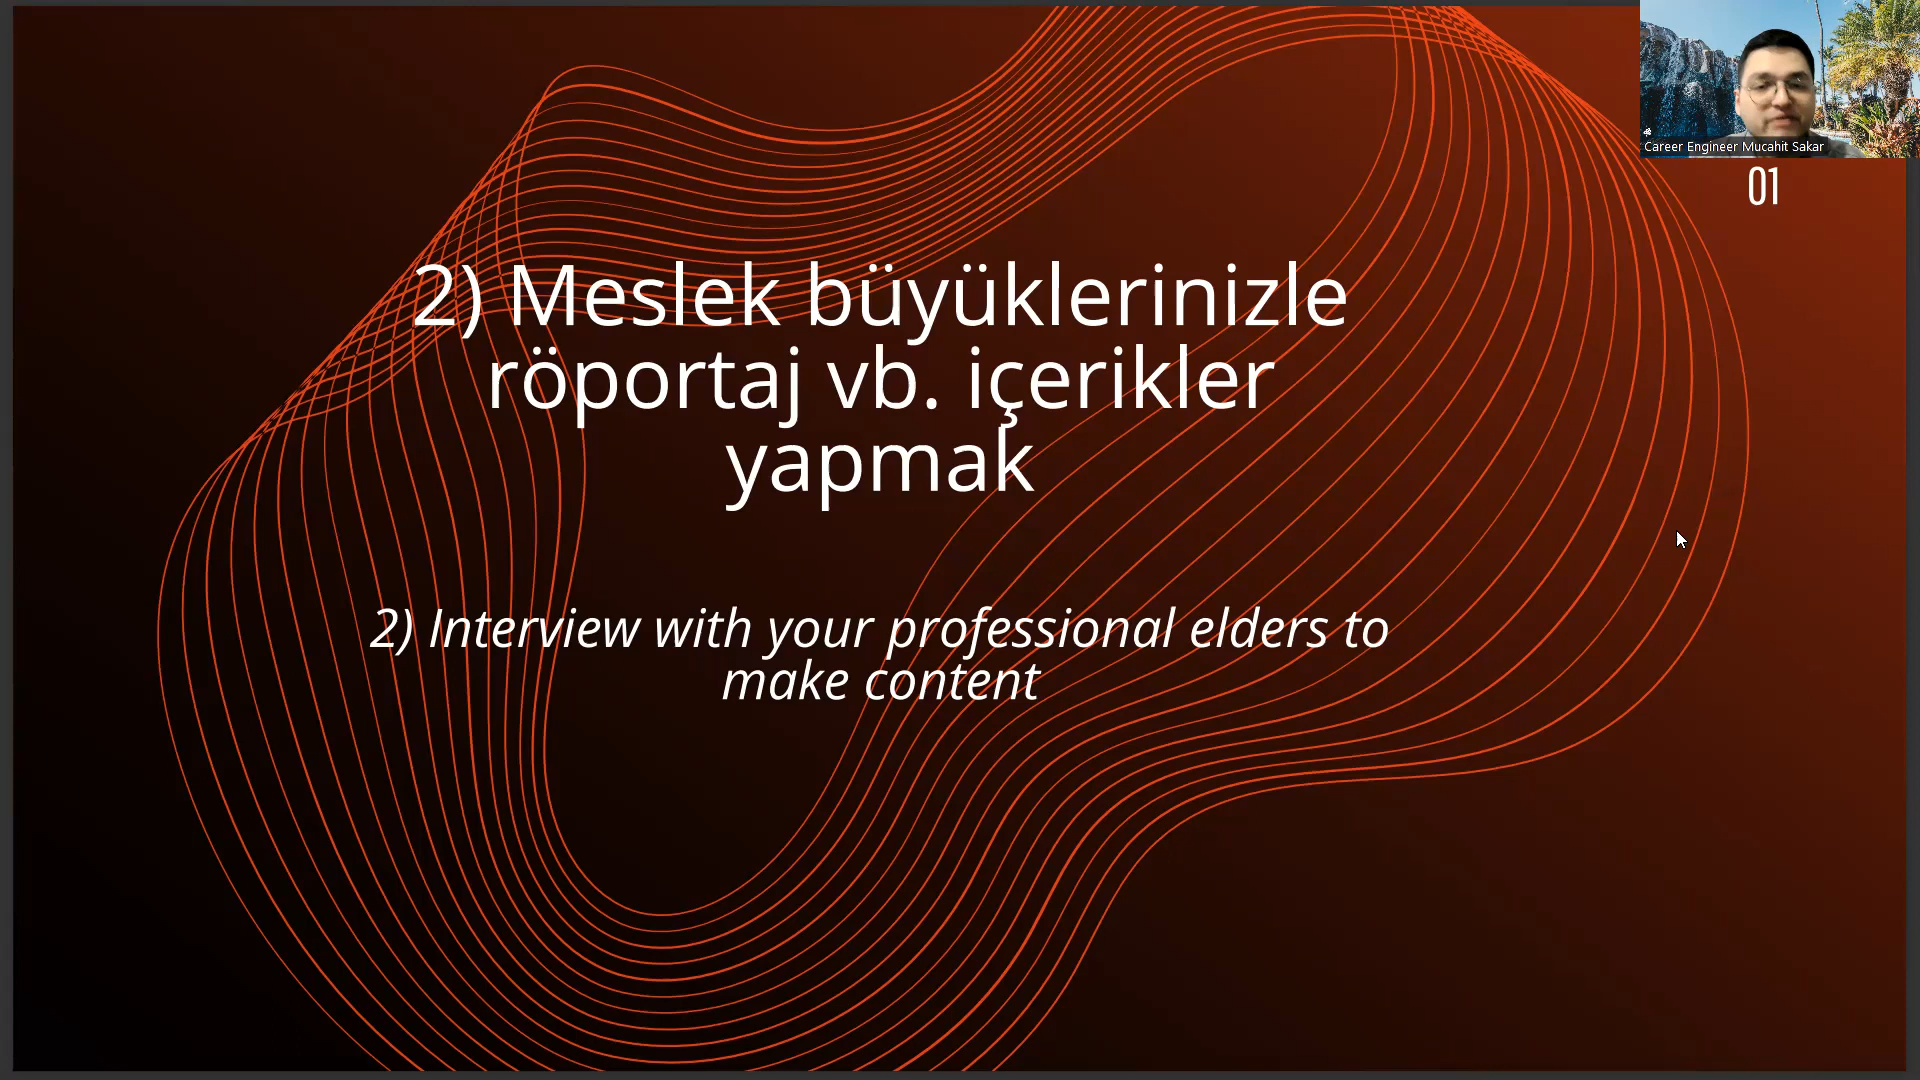 Career Engineer Mucahit Sakar
01
2) Meslek büyüklerinizle
röportaj vb. içerikler
yapmak
2) Interview with your professional elders to
make content